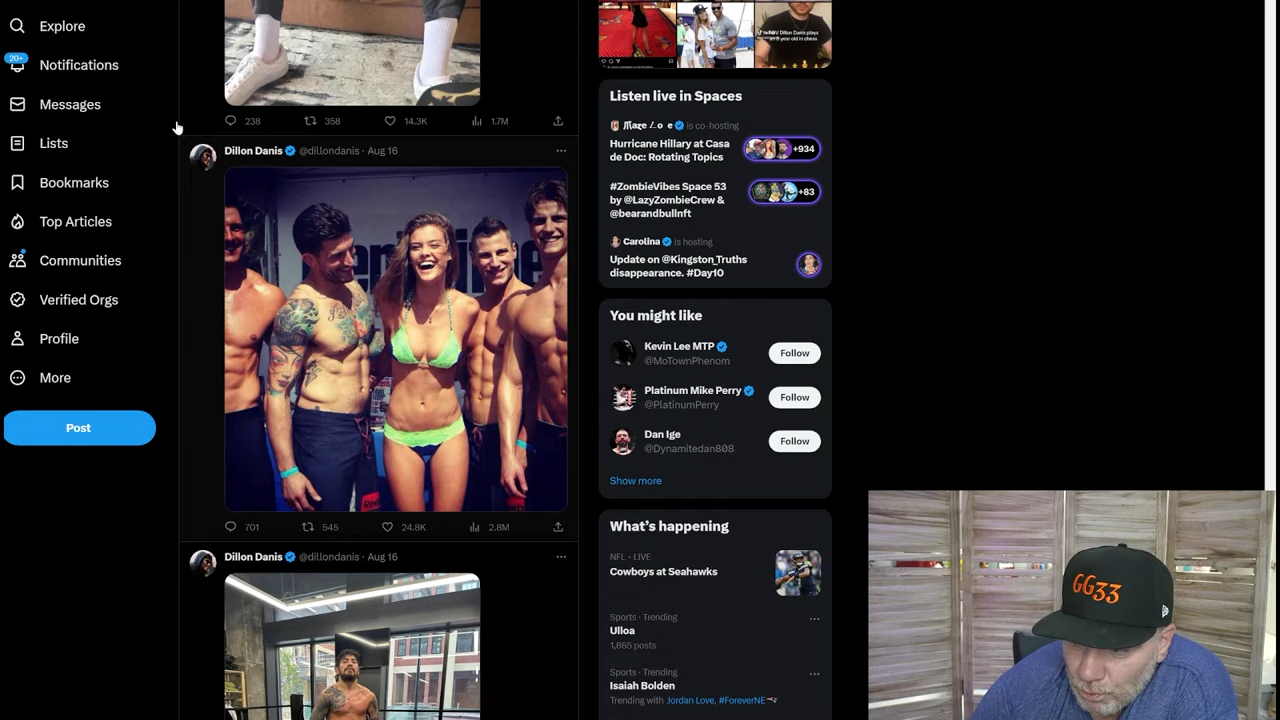 Explore
20+
Notifications
Messages
Lists
Bookmarks
Top Articles
Communities
Verified Orgs
Profile
More
Post
238 358 14.3K 1.7M
Dillon Danis @dillondanis · Aug 16
701 545 24.8K 2.8M
Dillon Danis @dillondanis · Aug 16
Listen live in Spaces
is co-hosting
Hurricane Hillary at Casa
de Doc: Rotating Topics
+934
#ZombieVibes Space 53
by @LazyZombieCrew &
@bearandbullnft
+83
Carolina is hosting
Update on @Kingston_Truths
disappearance. #Day10
You might like
Kevin Lee MTP
@MoTownPhenom
Follow
Platinum Mike Perry
@PlatinumPerry
Follow
Dan Ige
@Dynamitedan808
Follow
Show more
What's happening
NFL · LIVE
Cowboys at Seahawks
Sports · Trending
Ulloa
1,865 posts
Sports · Trending
Isaiah Bolden
Trending with Jordan Love, #ForeverNE
GG33